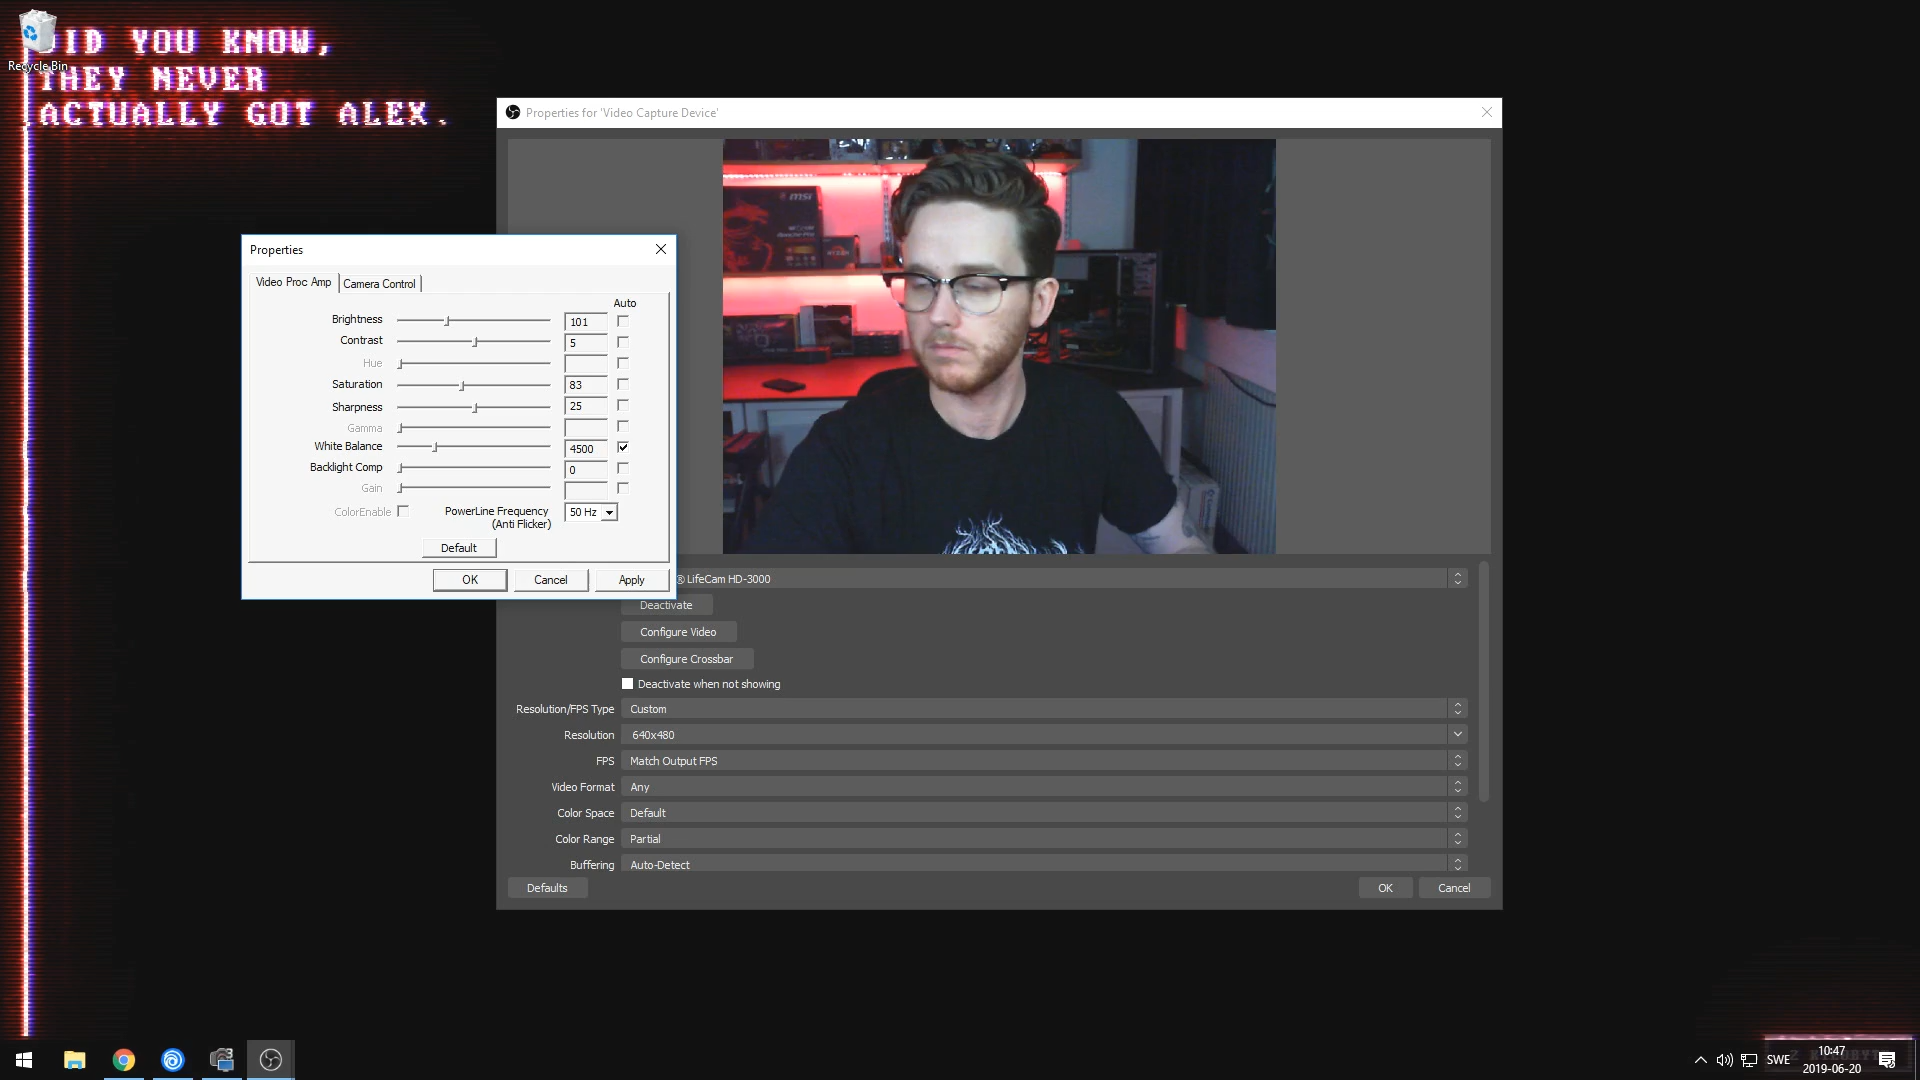 DID YOU KNOW,
THEY NEVER
ACTUALLY GOT ALEX.
Recycle Bin
Properties for 'Video Capture Device'
msi
RYZEN
Properties
Video Proc Amp
Camera Control
Auto
Brightness 101
Contrast 5
Hue
Saturation 83
Sharpness 25
Gamma
White Balance 4500
Backlight Comp 0
Gain
ColorEnable PowerLine Frequency 50 Hz
(Anti Flicker)
Default
OK Cancel Apply
® LifeCam HD-3000
Deactivate
Configure Video
Configure Crossbar
Deactivate when not showing
Resolution/FPS Type Custom
Resolution 640x480
FPS Match Output FPS
Video Format Any
Color Space Default
Color Range Partial
Buffering Auto-Detect
Defaults OK Cancel
3
SWE
10:47
2019-06-20